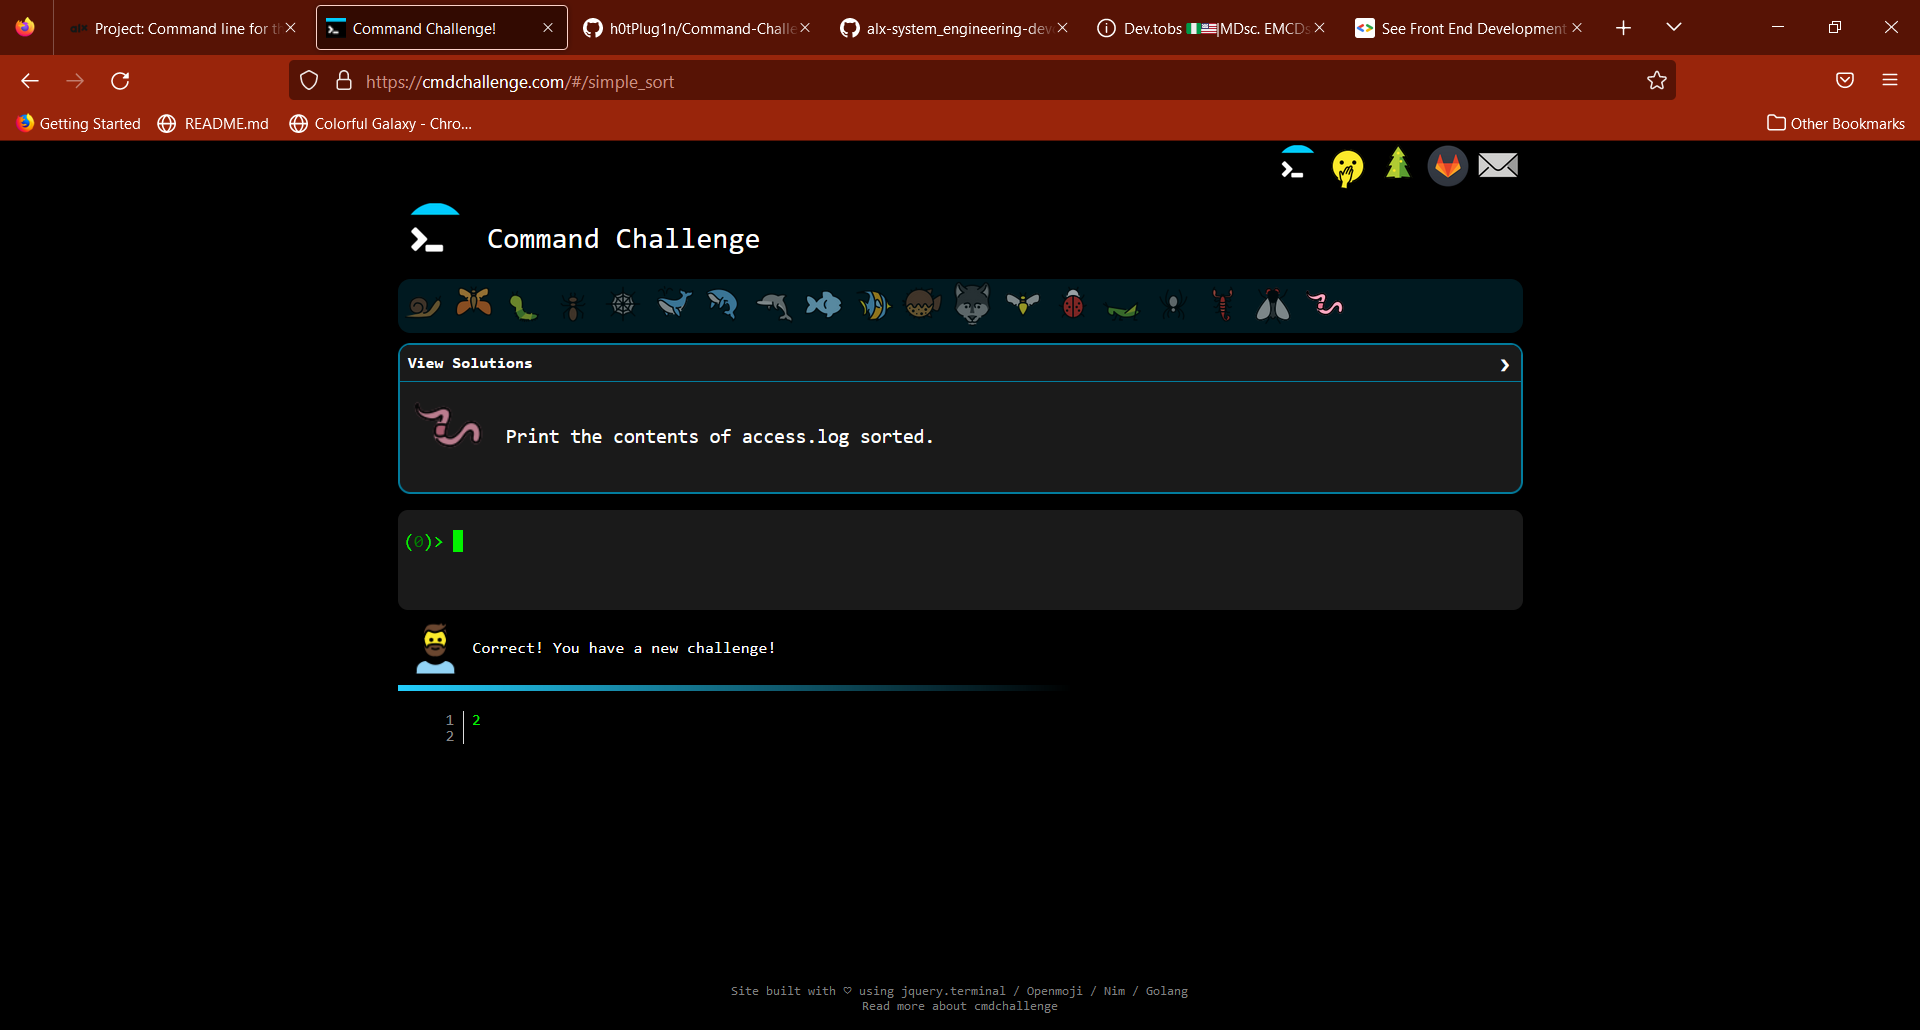 Project: Command line for t
Command Challenge!
h0tPlug1n/Command-Challe
alx-system_engineering-dev
Dev.tobs 🇳🇬🇺🇸|MDsc. EMCDs
See Front End Development
https://cmdchallenge.com/#/simple_sort
Getting Started
README.md
Colorful Galaxy - Chro...
Other Bookmarks
Command Challenge
View Solutions
Print the contents of access.log sorted.
(0)>
Correct! You have a new challenge!
1 2
2
Site built with ♡ using jquery.terminal / Openmoji / Nim / Golang
Read more about cmdchallenge